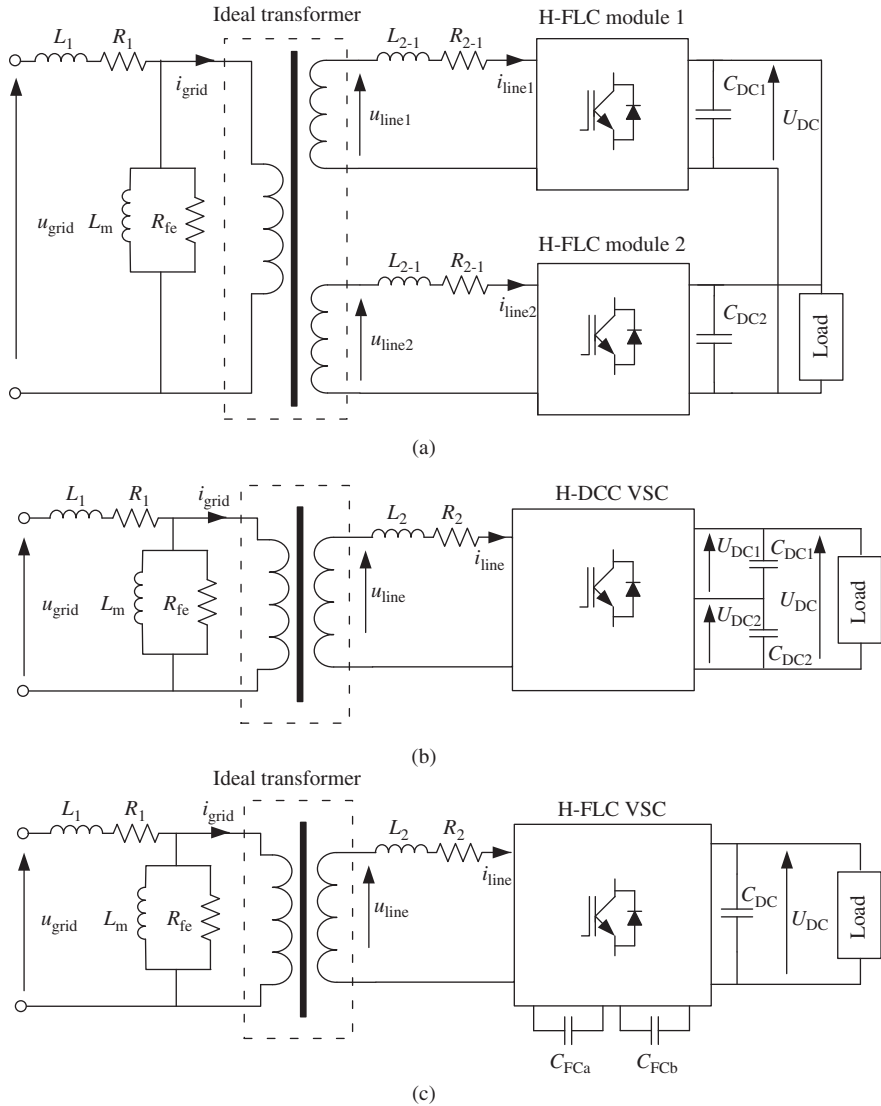 Ideal transformer
H-FLC module 1
L1
R1
igrid
L2-1
R2-1
iline1
uline1
CDC1
UDC
ugrid
Lm
Rfe
H-FLC module 2
L2-1
R2-1
iline2
uline2
CDC2
Load
(a)
H-DCC VSC
L1
R1
igrid
L2
R2
iline
uline
ugrid
Lm
Rfe
UDC1
CDC1
UDC
UDC2
CDC2
Load
(b)
Ideal transformer
H-FLC VSC
L1
R1
igrid
L2
R2
iline
uline
ugrid
Lm
Rfe
CDC
UDC
Load
CFCa
CFCb
(c)